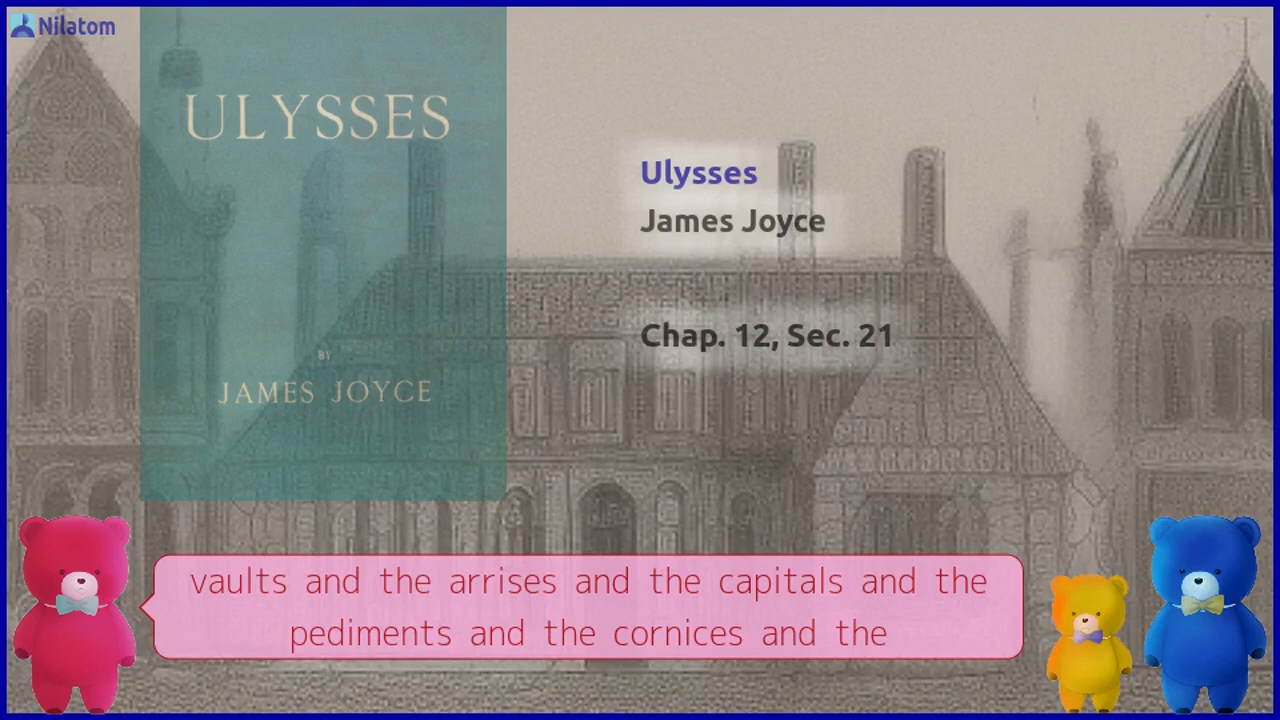 Nilatom
ULYSSES
BY
JAMES JOYCE
Ulysses
James Joyce
Chap. 12, Sec. 21
vaults and the arrises and the capitals and the
pediments and the cornices and the